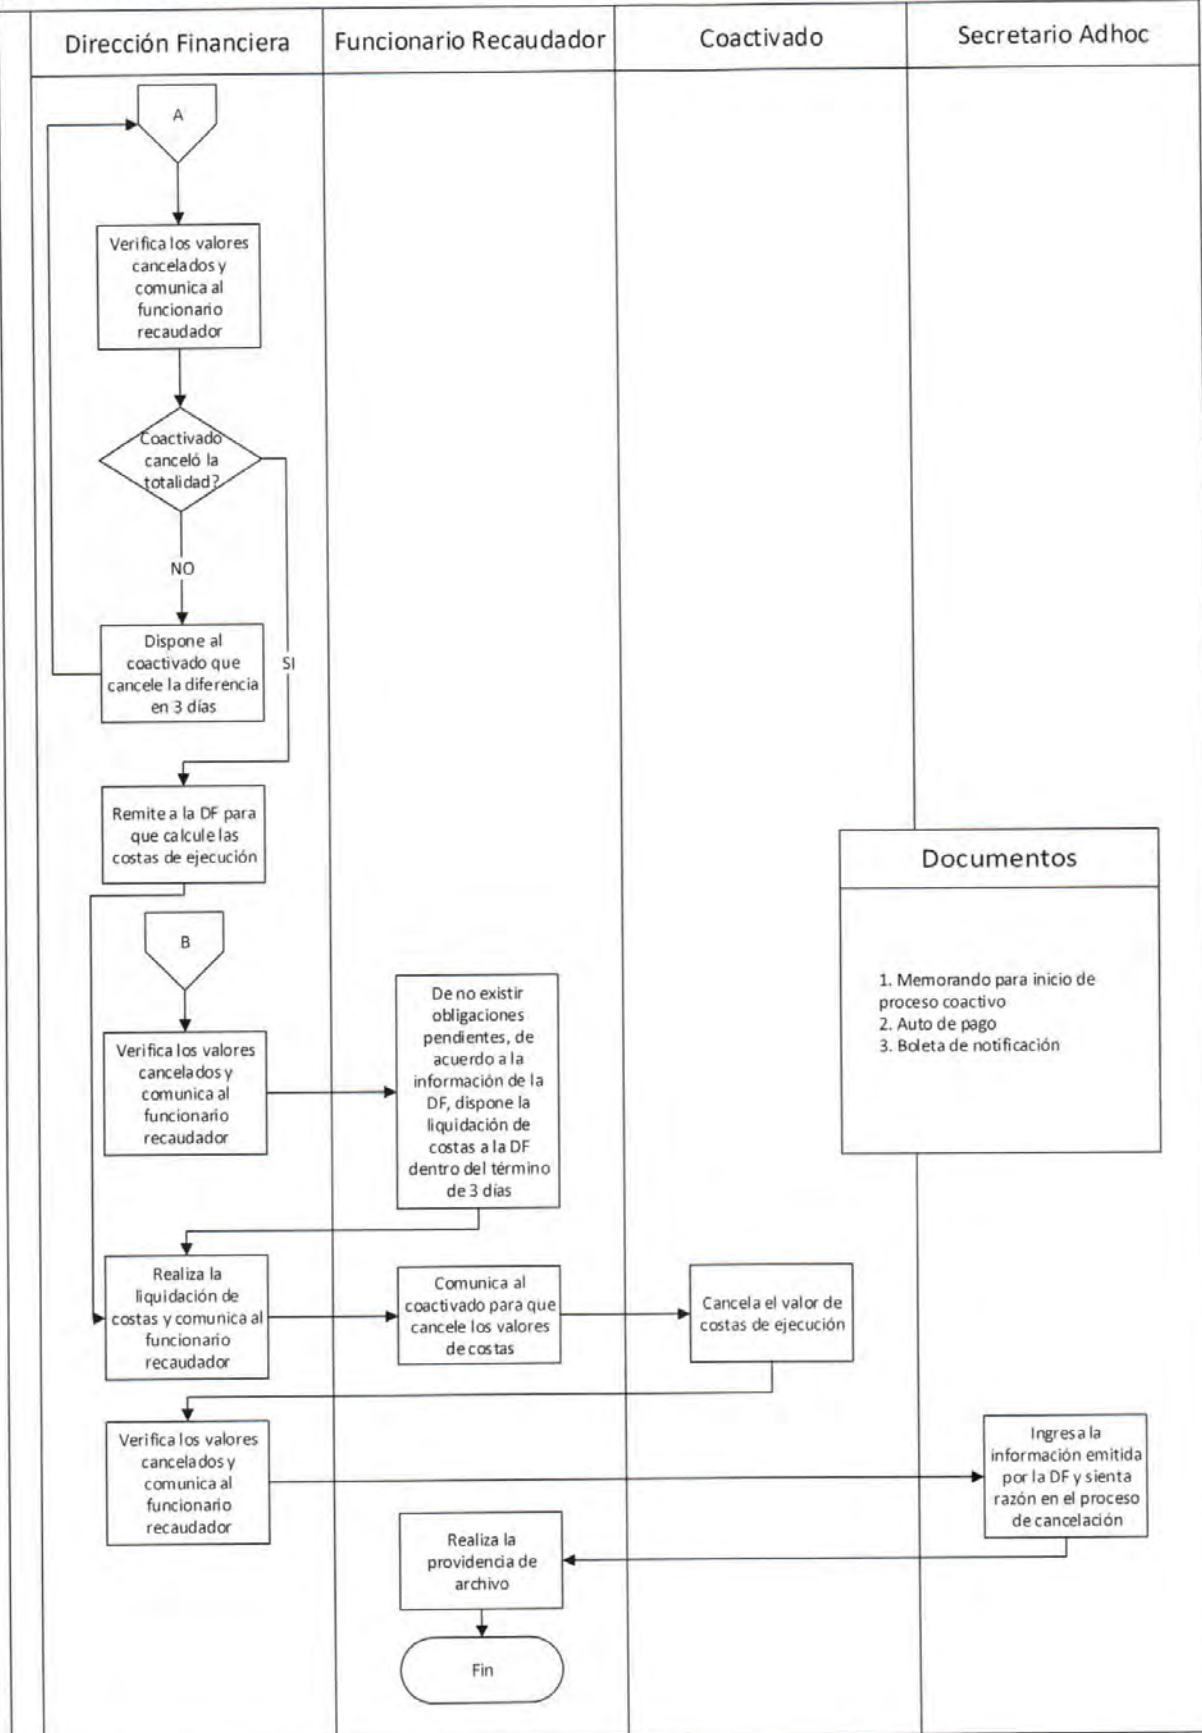 Dirección Financiera
Funcionario Recaudador
Coactivado
Secretario Adhoc
A
Verifica los valores
cancelados y
comunica al
funcionario
recaudador
Coactivado
canceló la
totalidad?
NO
SI
Dispone al
coactivado que
cancele la diferencia
en 3 días
Remite a la DF para
que calcule las
costas de ejecución
Documentos
1. Memorando para inicio de
proceso coactivo
2. Auto de pago
3. Boleta de notificación
B
Verifica los valores
cancelados y
comunica al
funcionario
recaudador
De no existir
obligaciones
pendientes, de
acuerdo a la
información de la
DF, dispone la
liquidación de
costas a la DF
dentro del término
de 3 días
Realiza la
liquidación de
costas y comunica al
funcionario
recaudador
Comunica al
coactivado para que
cancele los valores
de costas
Cancela el valor de
costas de ejecución
Verifica los valores
cancelados y
comunica al
funcionario
recaudador
Ingresa la
información emitida
por la DF y sienta
razón en el proceso
de cancelación
Realiza la
providencia de
archivo
Fin